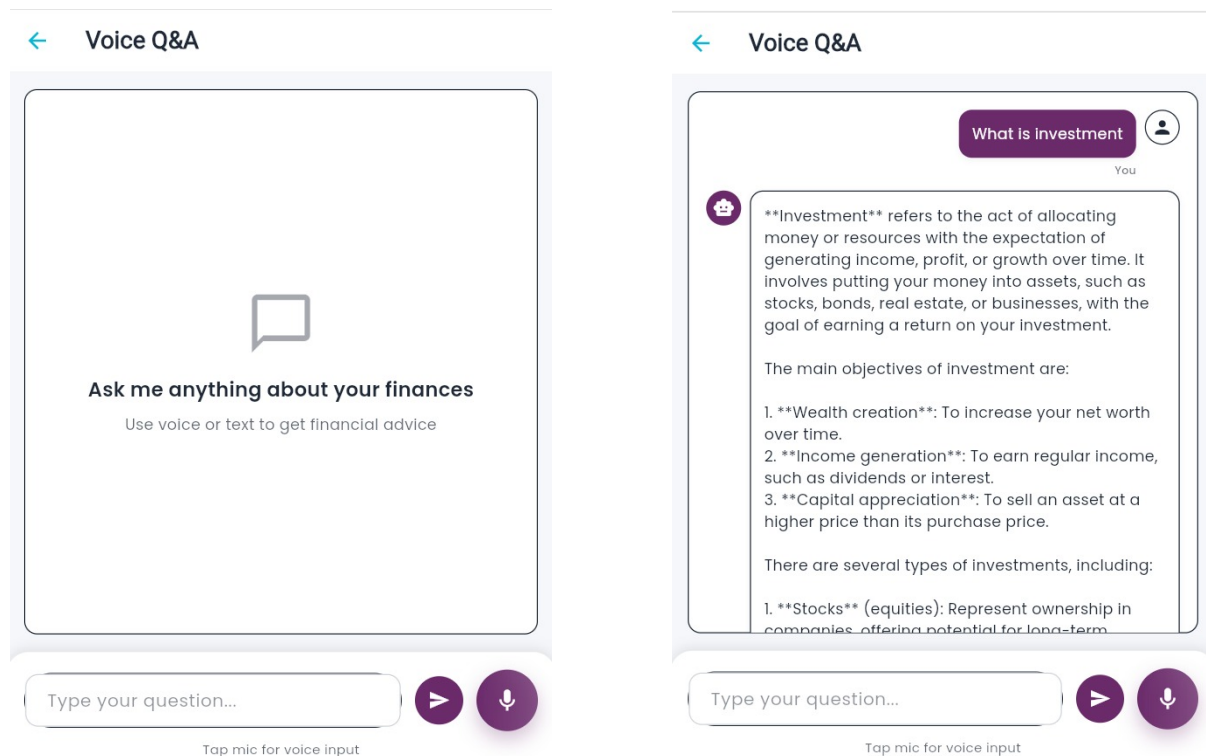 Voice Q&A
Ask me anything about your finances
Use voice or text to get financial advice
Type your question...
Tap mic for voice input
Voice Q&A
What is investment
You
**Investment** refers to the act of allocating
money or resources with the expectation of
generating income, profit, or growth over time. It
involves putting your money into assets, such as
stocks, bonds, real estate, or businesses, with the
goal of earning a return on your investment.
The main objectives of investment are:
1. **Wealth creation**: To increase your net worth
over time.
2. **Income generation**: To earn regular income,
such as dividends or interest.
3. **Capital appreciation**: To sell an asset at a
higher price than its purchase price.
There are several types of investments, including:
1. **Stocks** (equities): Represent ownership in
companies, offering potential for long-term
Type your question...
Tap mic for voice input